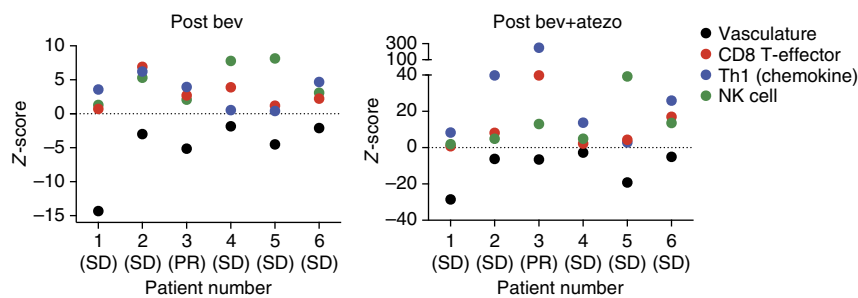 Post bev
Z-score
10
5
0
−5
−10
−15
1 2 3 4 5 6
(SD) (SD) (PR) (SD) (SD) (SD)
Patient number
Post bev+atezo
Z-score
300
100
40
20
0
−20
−40
1 2 3 4 5 6
(SD) (SD) (PR) (SD) (SD) (SD)
Patient number
Vasculature
CD8 T-effector
Th1 (chemokine)
NK cell